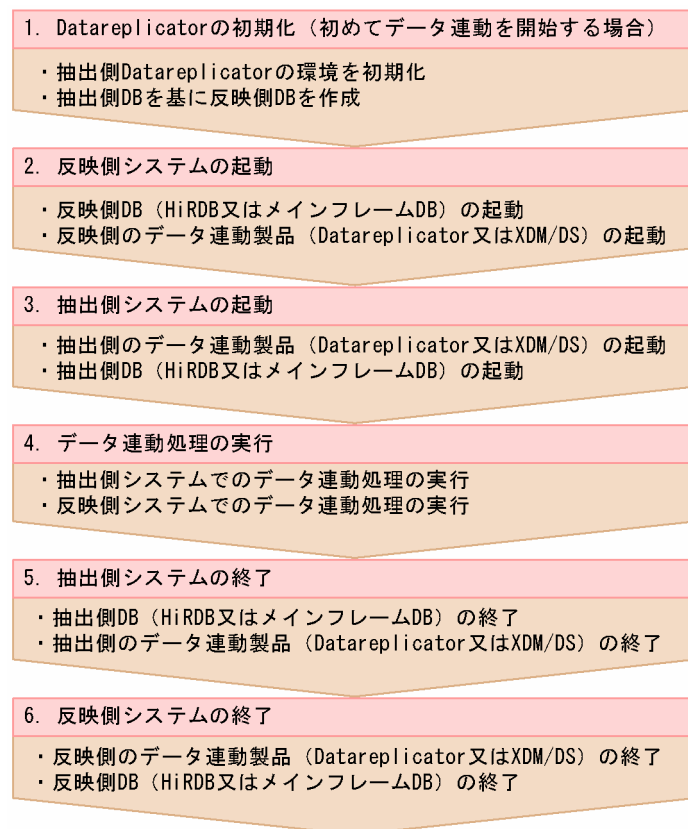 1. Datareplicatorの初期化（初めてデータ連動を開始する場合）
・抽出側Datareplicatorの環境を初期化
・抽出側DBを基に反映側DBを作成
2. 反映側システムの起動
・反映側DB（HiRDB又はメインフレームDB）の起動
・反映側のデータ連動製品（Datareplicator又はXDM/DS）の起動
3. 抽出側システムの起動
・抽出側のデータ連動製品（Datareplicator又はXDM/DS）の起動
・抽出側DB（HiRDB又はメインフレームDB）の起動
4. データ連動処理の実行
・抽出側システムでのデータ連動処理の実行
・反映側システムでのデータ連動処理の実行
5. 抽出側システムの終了
・抽出側DB（HiRDB又はメインフレームDB）の終了
・抽出側のデータ連動製品（Datareplicator又はXDM/DS）の終了
6. 反映側システムの終了
・反映側のデータ連動製品（Datareplicator又はXDM/DS）の終了
・反映側DB（HiRDB又はメインフレームDB）の終了